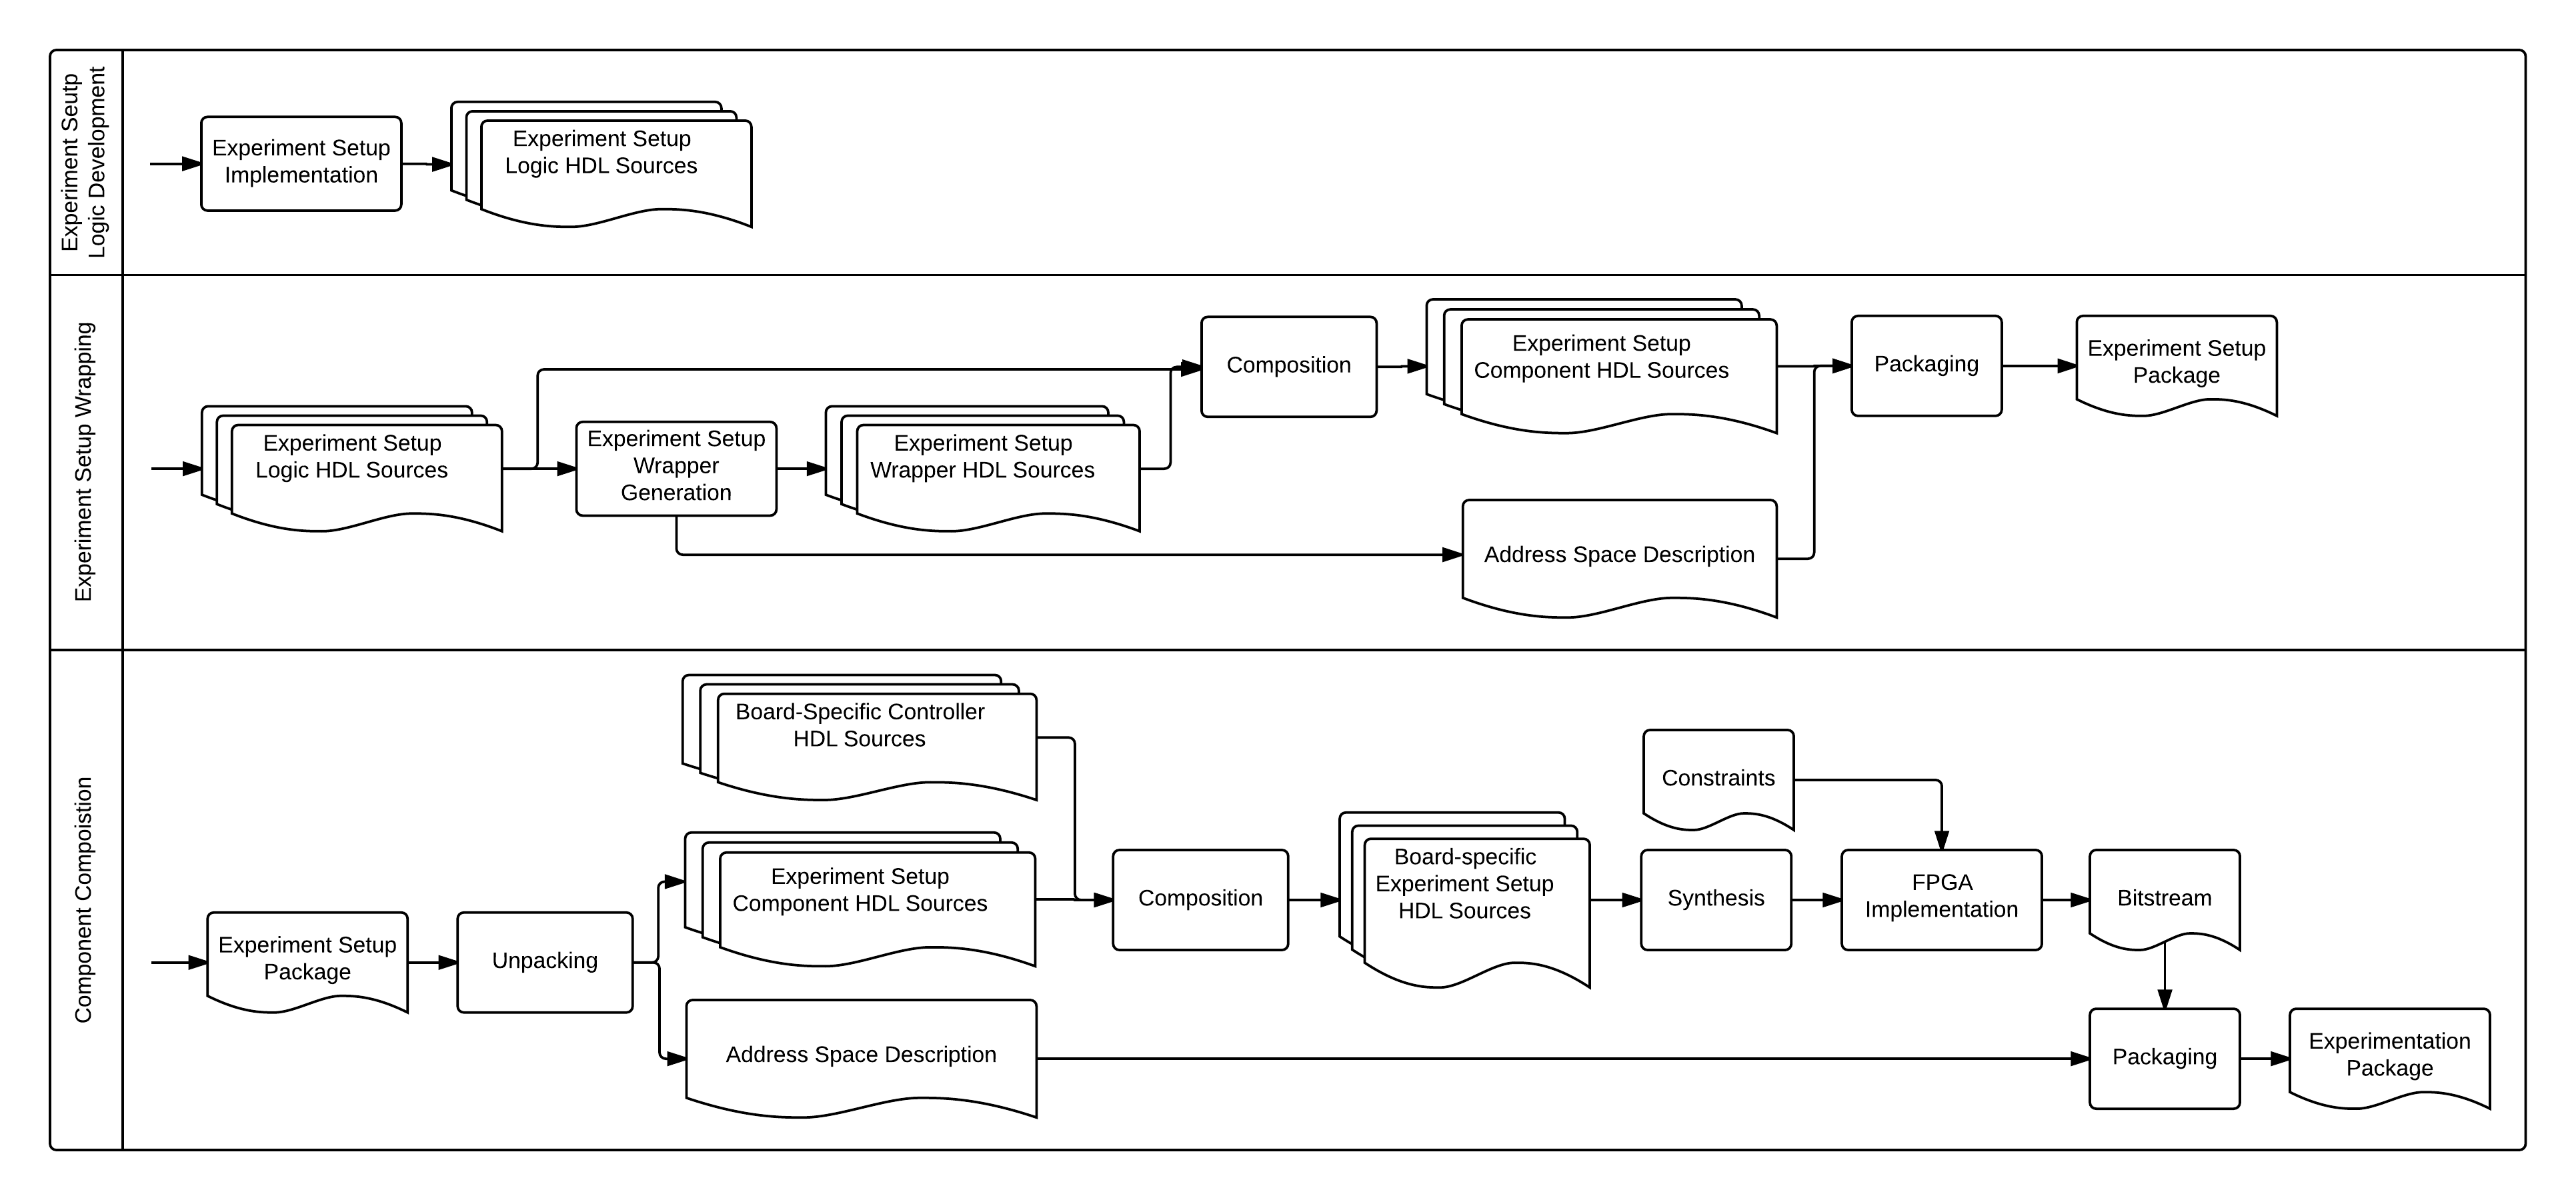 Experiment Seutp
Logic Development
Experiment Setup
Implementation
Experiment Setup
Logic HDL Sources
Experiment Setup Wrapping
Experiment Setup
Logic HDL Sources
Experiment Setup
Wrapper
Generation
Experiment Setup
Wrapper HDL Sources
Composition
Experiment Setup
Component HDL Sources
Address Space Description
Packaging
Experiment Setup
Package
Component Compoistion
Experiment Setup
Package
Unpacking
Board-Specific Controller
HDL Sources
Experiment Setup
Component HDL Sources
Address Space Description
Composition
Board-specific
Experiment Setup
HDL Sources
Constraints
Synthesis
FPGA
Implementation
Bitstream
Packaging
Experimentation
Package